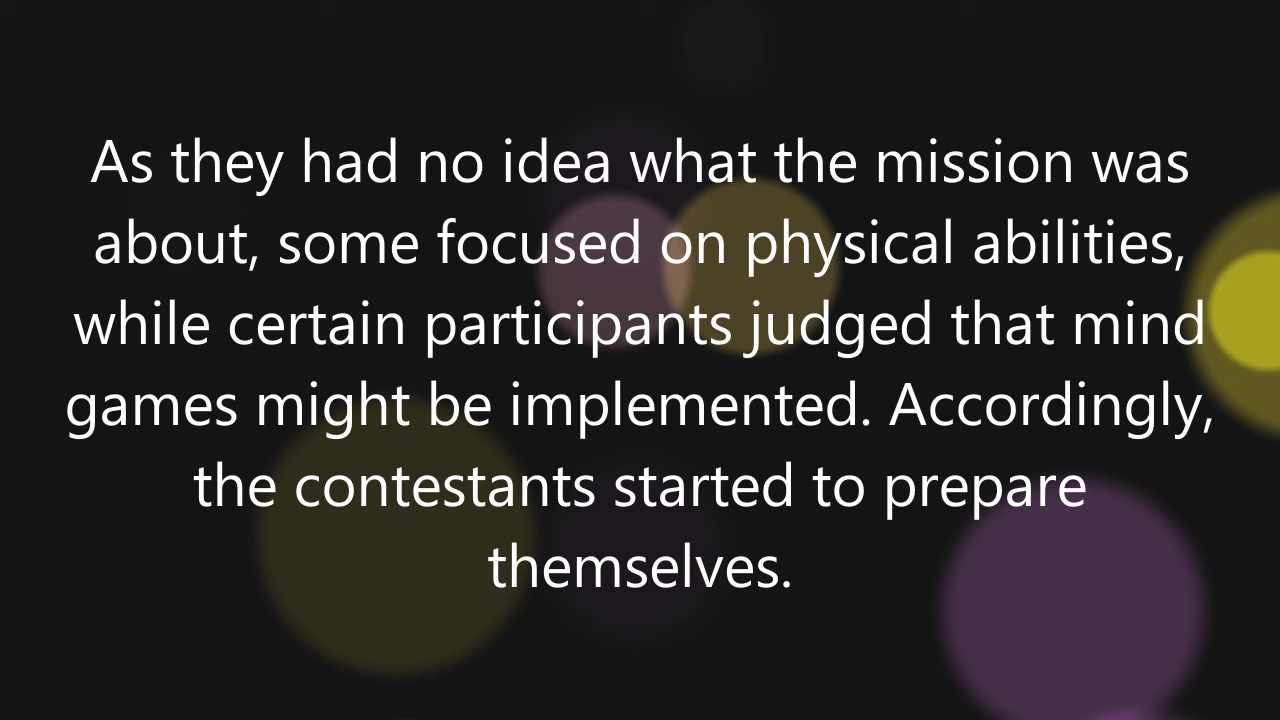 As they had no idea what the mission was
about, some focused on physical abilities,
while certain participants judged that mind
games might be implemented. Accordingly,
the contestants started to prepare
themselves.